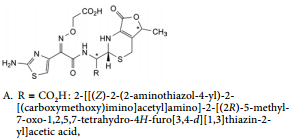 CO₂H
O
O
O
N
HN
CH₃
H₂N
N
N
H
H
S
S
O
R
A. R = CO₂H: 2-[[(Z)-2-(2-aminothiazol-4-yl)-2-
[(carboxymethoxy)imino]acetyl]amino]-2-[(2R)-5-methyl-
7-oxo-1,2,5,7-tetrahydro-4H-furo[3,4-d][1,3]thiazin-2-
yl]acetic acid,